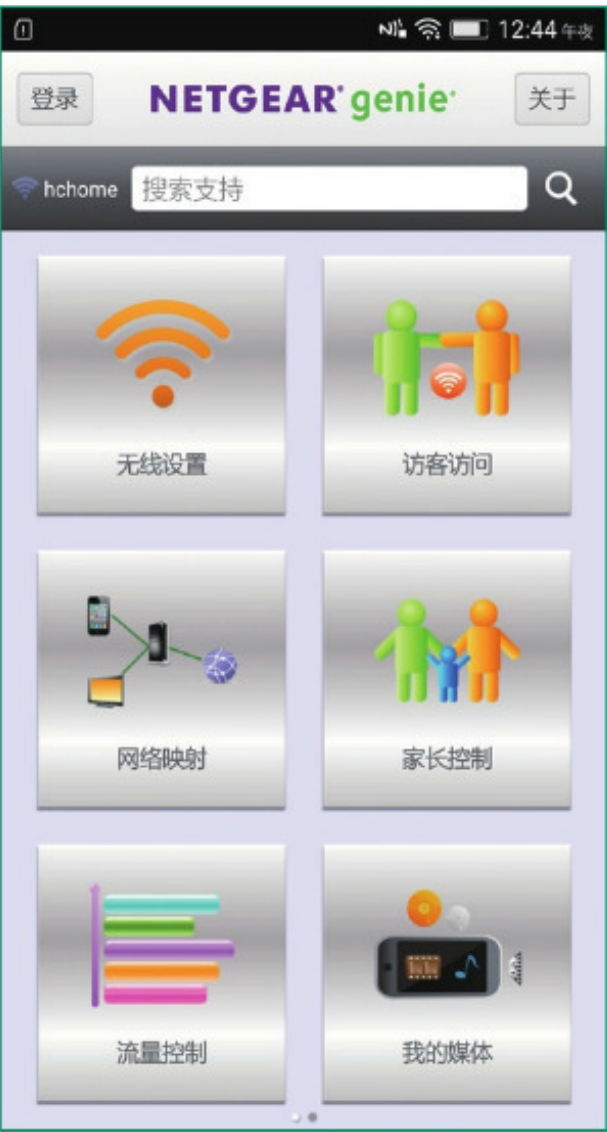 12:44 午夜
登录
NETGEAR® genie®
关于
hchome
搜索支持
无线设置
访客访问
网络映射
家长控制
流量控制
我的媒体